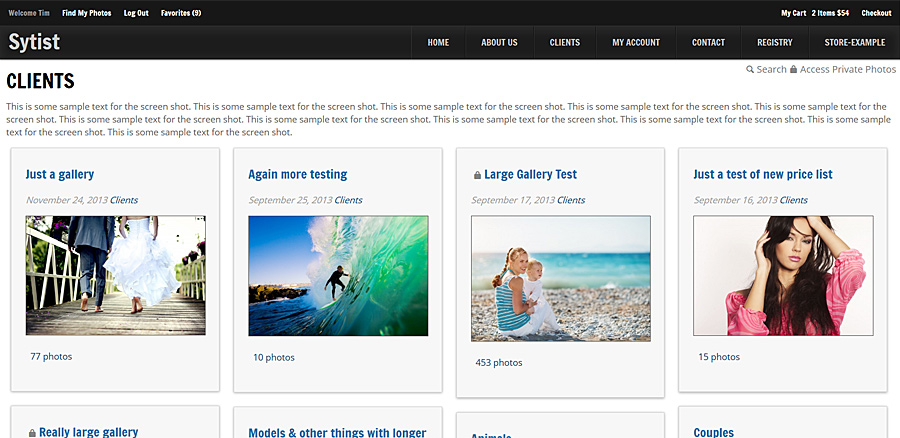 Welcome Tim Find My Photos Log Out Favorites (9) My Cart 2 Items $54 Checkout
Sytist HOME ABOUT US CLIENTS MY ACCOUNT CONTACT REGISTRY STORE-EXAMPLE
Search Access Private Photos
CLIENTS
This is some sample text for the screen shot. This is some sample text for the screen shot. This is some sample text for the screen shot. This is some sample text for the screen shot. This is some sample text for the
screen shot. This is some sample text for the screen shot. This is some sample text for the screen shot. This is some sample text for the screen shot. This is some sample text for the screen shot. This is some sample
text for the screen shot. This is some sample text for the screen shot.
Just a gallery
November 24, 2013 Clients
77 photos
Again more testing
September 25, 2013 Clients
10 photos
Large Gallery Test
September 17, 2013 Clients
453 photos
Just a test of new price list
September 16, 2013 Clients
15 photos
Really large gallery
Models & other things with longer
Animals
Couples